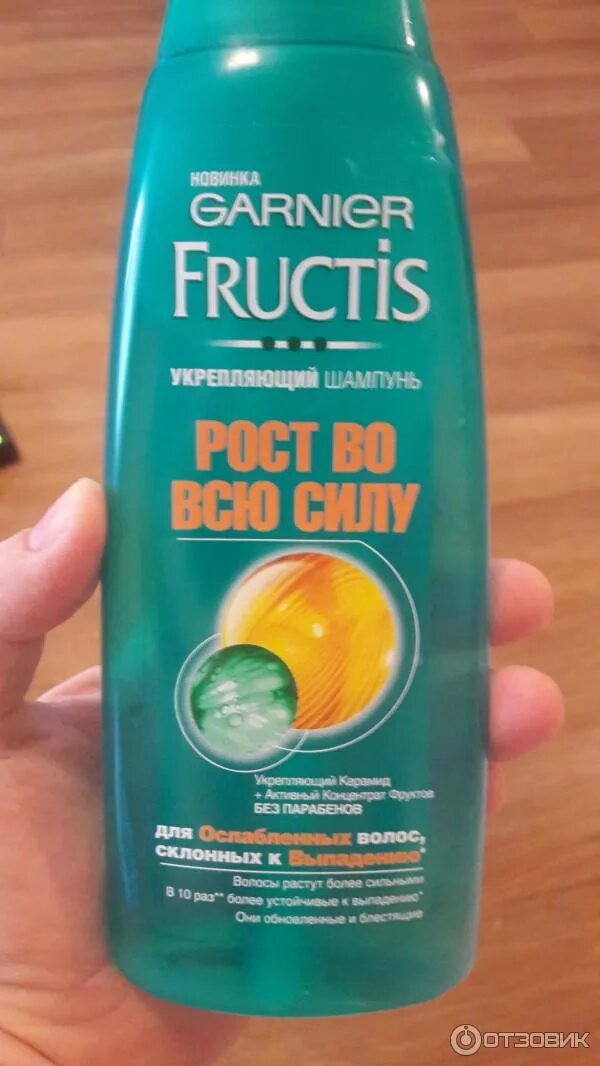 НОВИНКА
GARNIER
FRUCTIS
УКРЕПЛЯЮЩИЙ ШАМПУНЬ
РОСТ ВО
ВСЮ СИЛУ
Укрепляющий Керамид
+ Активный Концентрат Фруктов
БЕЗ ПАРАБЕНОВ
для Ослабленных волос,
склонных к Выпадению*
Волосы растут более сильными
В 10 раз** более устойчивые к выпадению*
Они обновленные и блестящие
ОТЗОВИК